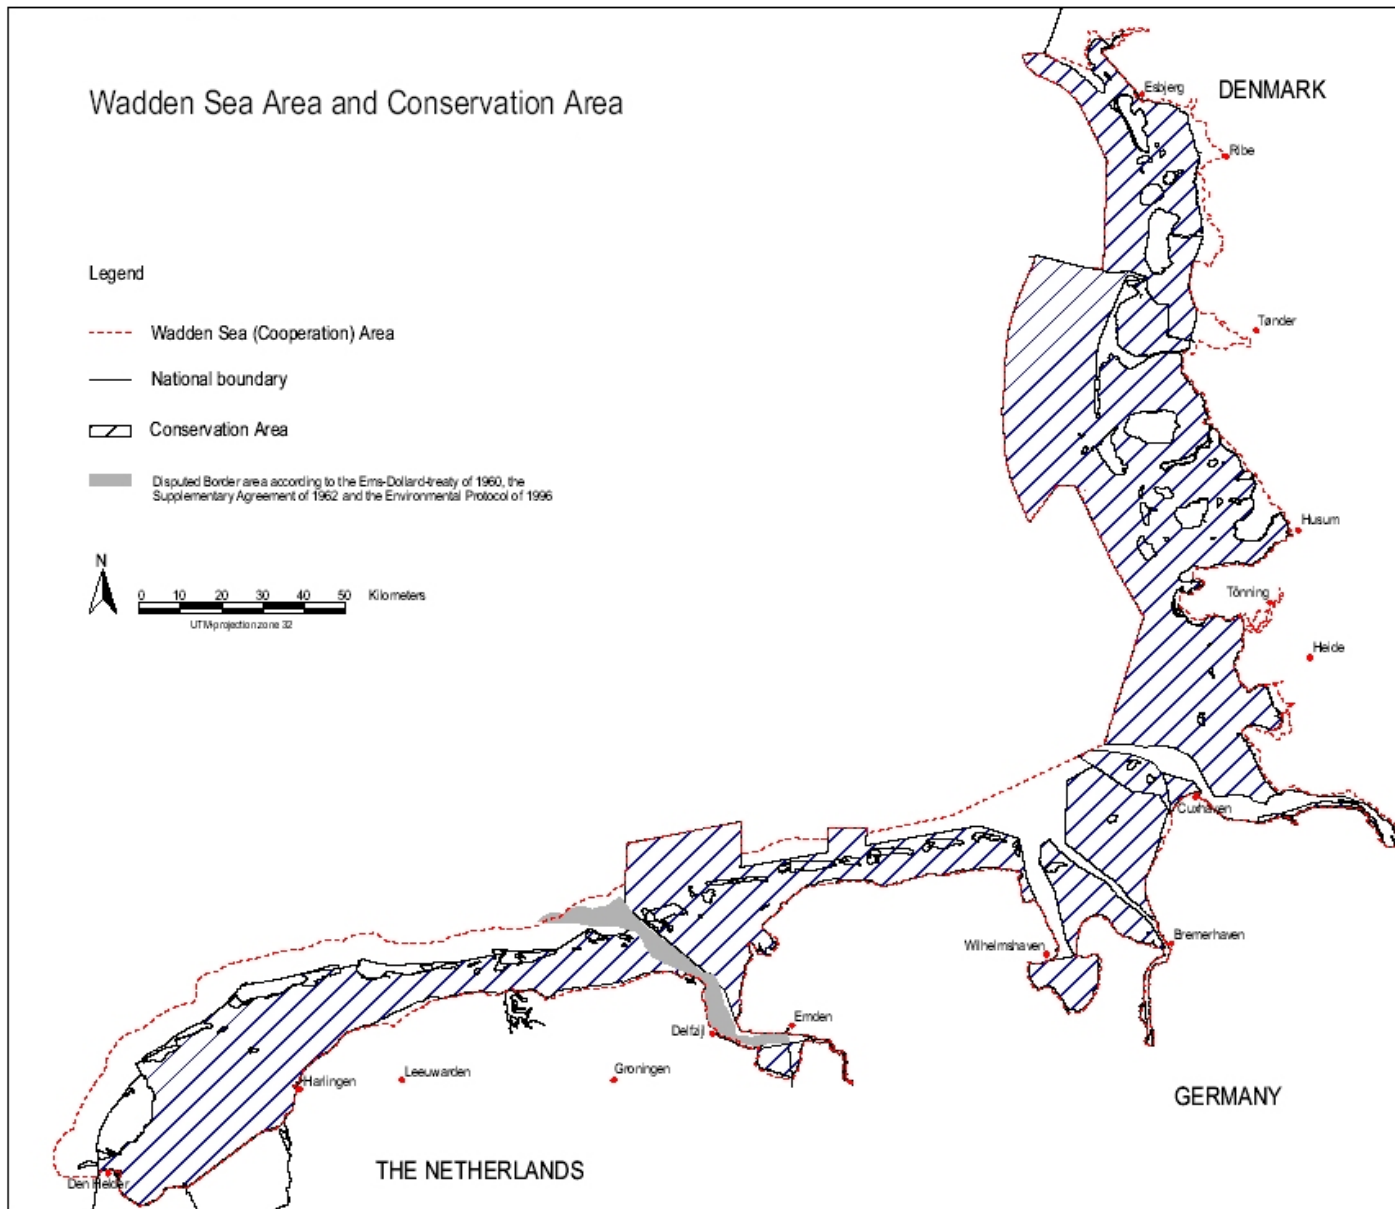 Wadden Sea Area and Conservation Area
DENMARK
Esbjerg
Ribe
Legend
Wadden Sea (Cooperation) Area
Tønder
National boundary
Conservation Area
Disputed Border area according to the Ems-Dollard-treaty of 1960, the
Supplementary Agreement of 1962 and the Environmental Protocol of 1996
Husum
N
0 10 20 30 40 50 Kilometers
UTM-projection zone 32
Tönning
Heide
Cuxhaven
Wilhelmshaven
Bremerhaven
Emden
Delfzijl
Groningen
Leeuwarden
Harlingen
GERMANY
THE NETHERLANDS
Den Helder